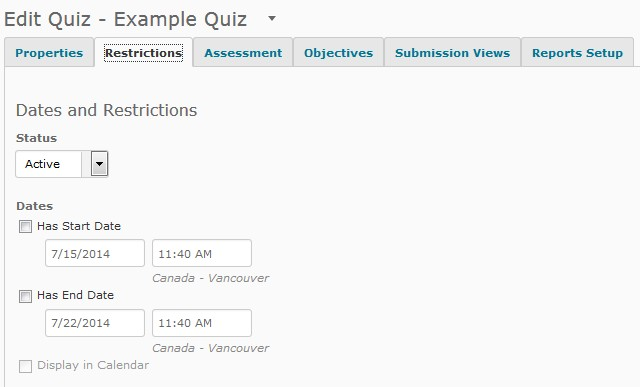 Edit Quiz - Example Quiz
Properties Restrictions Assessment Objectives Submission Views Reports Setup
Dates and Restrictions
Status
Active
Dates
Has Start Date
7/15/2014 11:40 AM
Canada - Vancouver
Has End Date
7/22/2014 11:40 AM
Canada - Vancouver
Display in Calendar